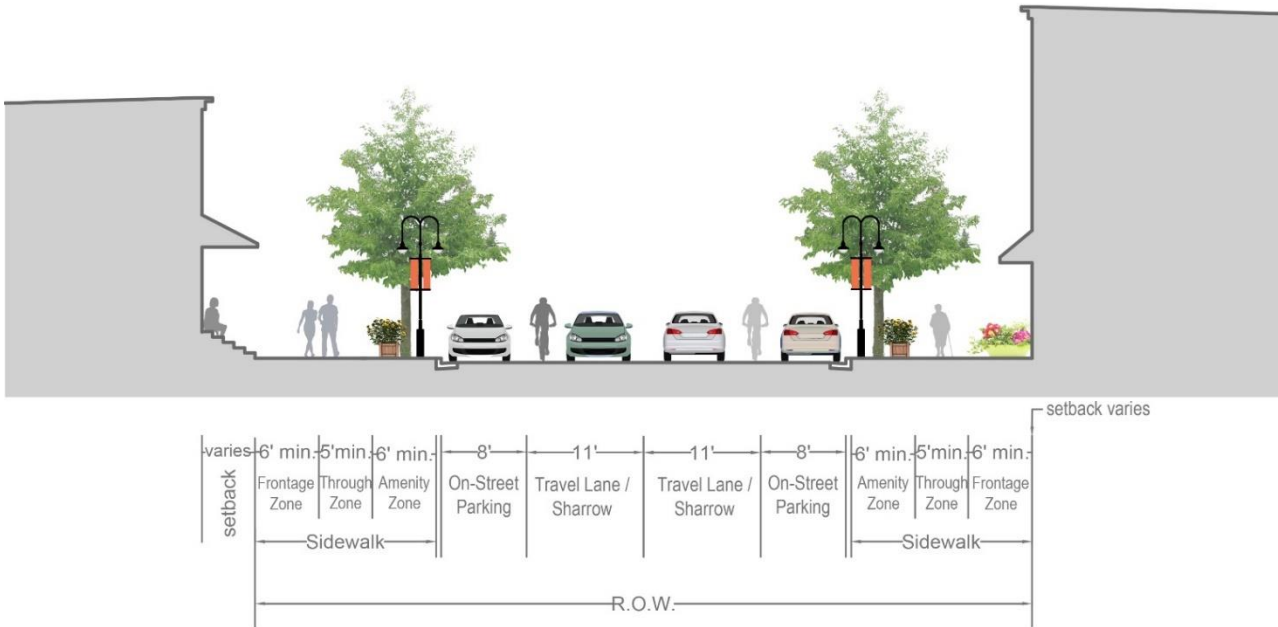 setback varies
varies
6' min.
5'min.
6' min.
8'
11'
11'
8'
6' min.
5'min.
6' min.
setback
Frontage
Zone
Through
Zone
Amenity
Zone
On-Street
Parking
Travel Lane /
Sharrow
Travel Lane /
Sharrow
On-Street
Parking
Amenity
Zone
Through
Zone
Frontage
Zone
Sidewalk
Sidewalk
R.O.W.